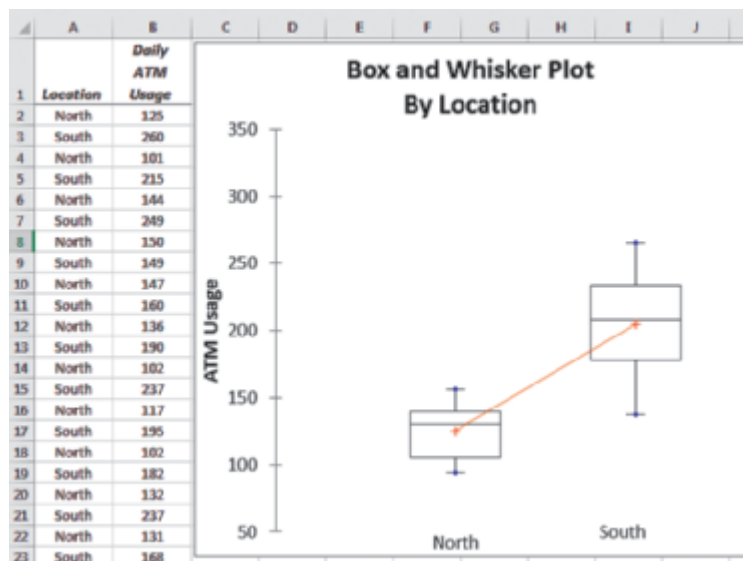 A B C D E F G H I J
Daily
ATM
1 Location Usage
2 North 125
3 South 260
4 North 101
5 South 215
6 North 144
7 South 249
8 North 150
9 South 149
10 North 147
11 South 160
12 North 136
13 South 190
14 North 102
15 South 237
16 North 117
17 South 195
18 North 102
19 South 182
20 North 132
21 South 237
22 North 131
23 South 168
Box and Whisker Plot
By Location
350
300
250
200
150
100
50
ATM Usage
North
South